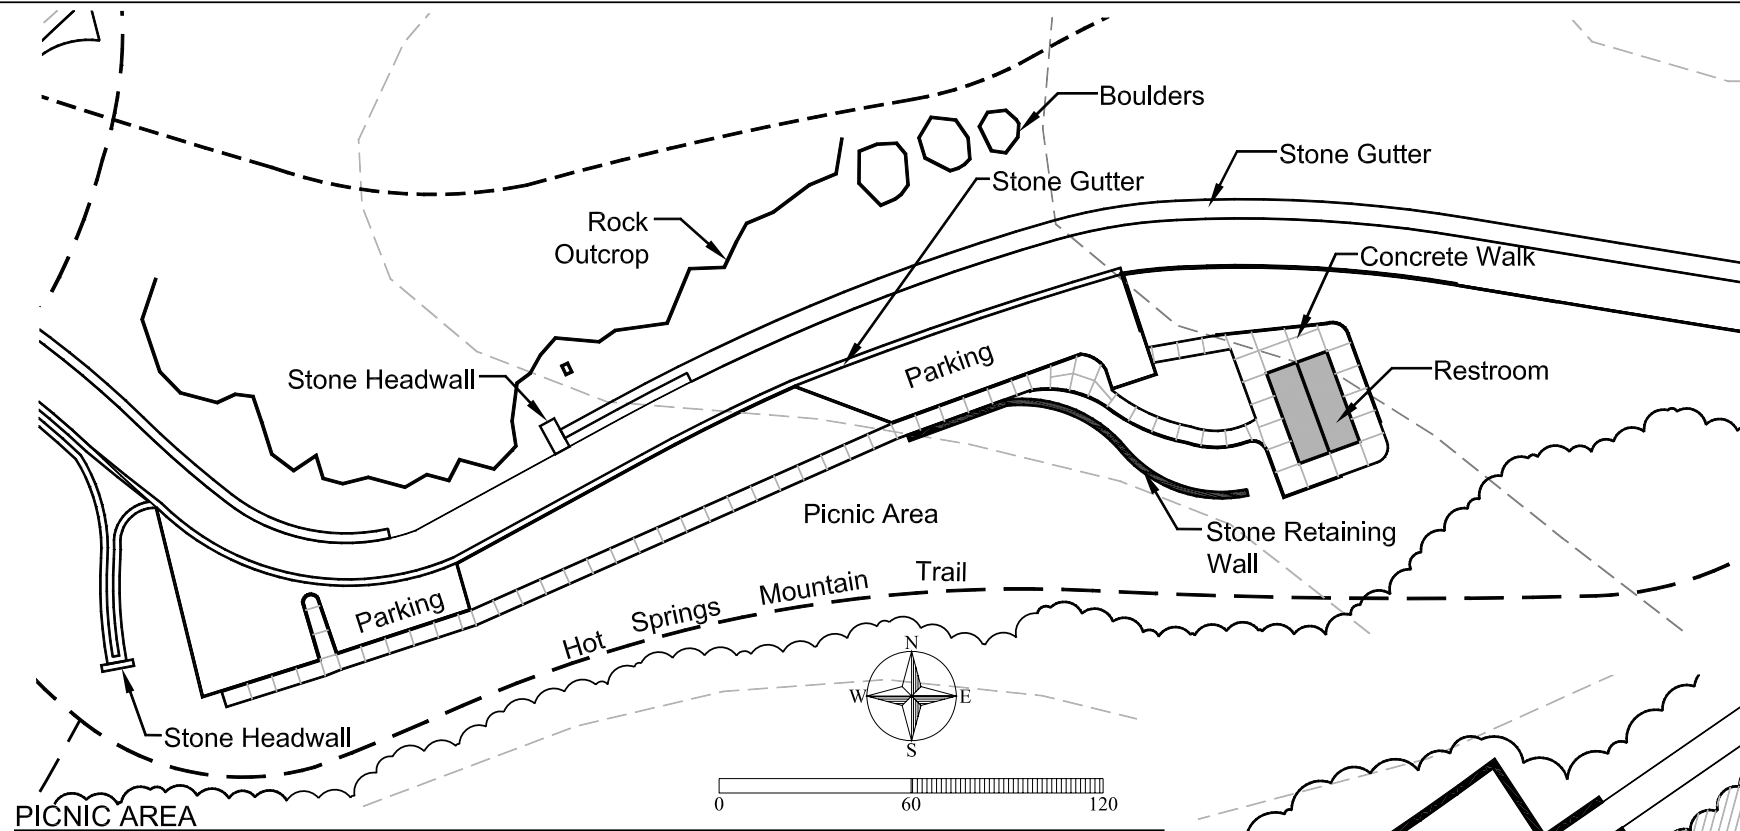 Boulders
Stone Gutter
Stone Gutter
Rock
Outcrop
Concrete Walk
Stone Headwall
Parking
Restroom
Picnic Area
Stone Retaining
Wall
Parking
Hot Springs Mountain Trail
N
W E
S
Stone Headwall
0 60 120
PICNIC AREA